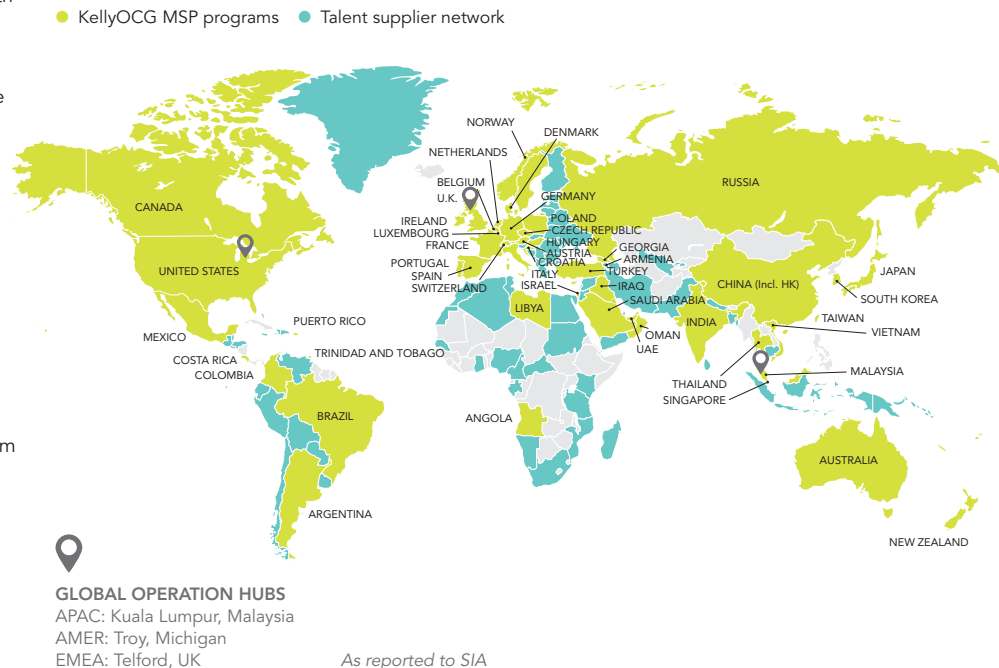 KellyOCG MSP programs
Talent supplier network
NORWAY
DENMARK
NETHERLANDS
BELGIUM
U.K.
GERMANY
RUSSIA
CANADA
POLAND
IRELAND
CZECH REPUBLIC
LUXEMBOURG
HUNGARY
FRANCE
GEORGIA
AUSTRIA
ARMENIA
CROATIA
PORTUGAL
UNITED STATES
ITALY
TURKEY
JAPAN
SPAIN
ISRAEL
IRAQ
CHINA (Incl. HK)
SWITZERLAND
SAUDI ARABIA
SOUTH KOREA
LIBYA
TAIWAN
PUERTO RICO
INDIA
VIETNAM
MEXICO
OMAN
UAE
TRINIDAD AND TOBAGO
COSTA RICA
MALAYSIA
COLOMBIA
THAILAND
SINGAPORE
BRAZIL
ANGOLA
m
AUSTRALIA
ARGENTINA
NEW ZEALAND
GLOBAL OPERATION HUBS
APAC: Kuala Lumpur, Malaysia
AMER: Troy, Michigan
EMEA: Telford, UK
As reported to SIA